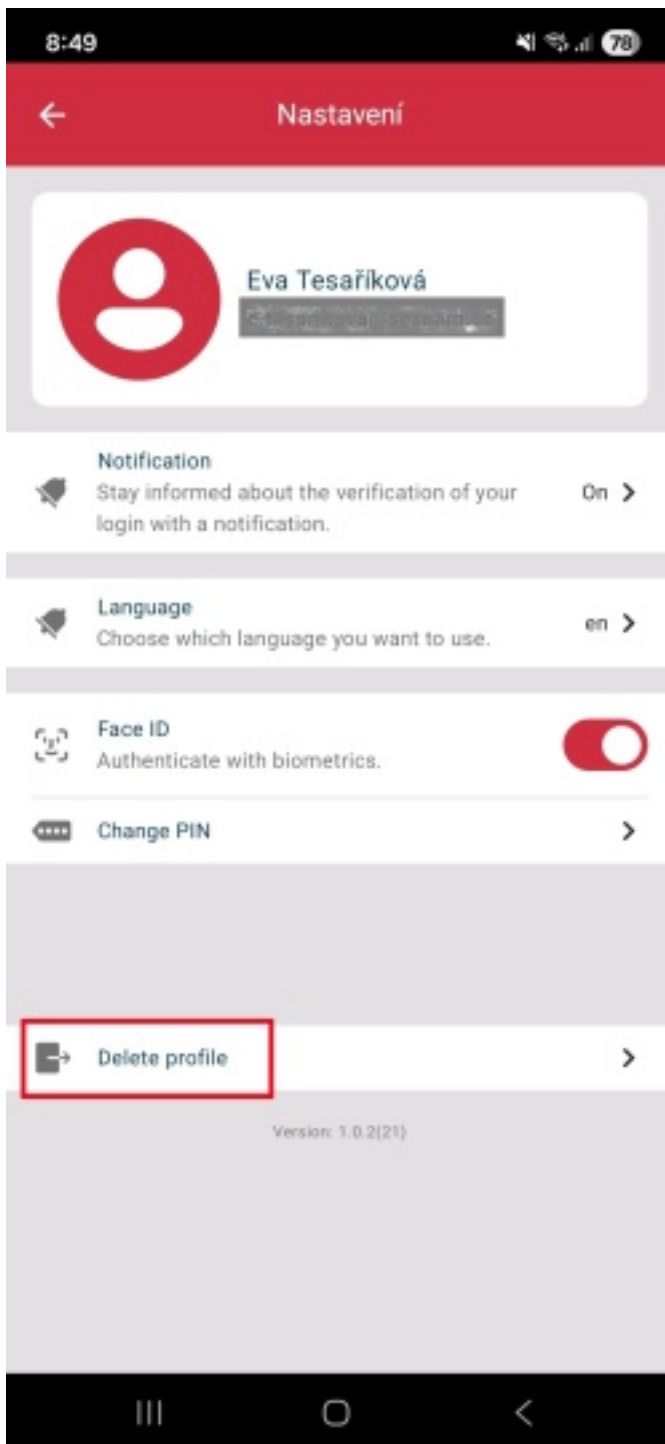 8:49
78
Nastavení
Eva Tesaříková
Notification
Stay informed about the verification of your
login with a notification.
On
Language
Choose which language you want to use.
en
Face ID
Authenticate with biometrics.
Change PIN
Delete profile
Version: 1.0.2(21)